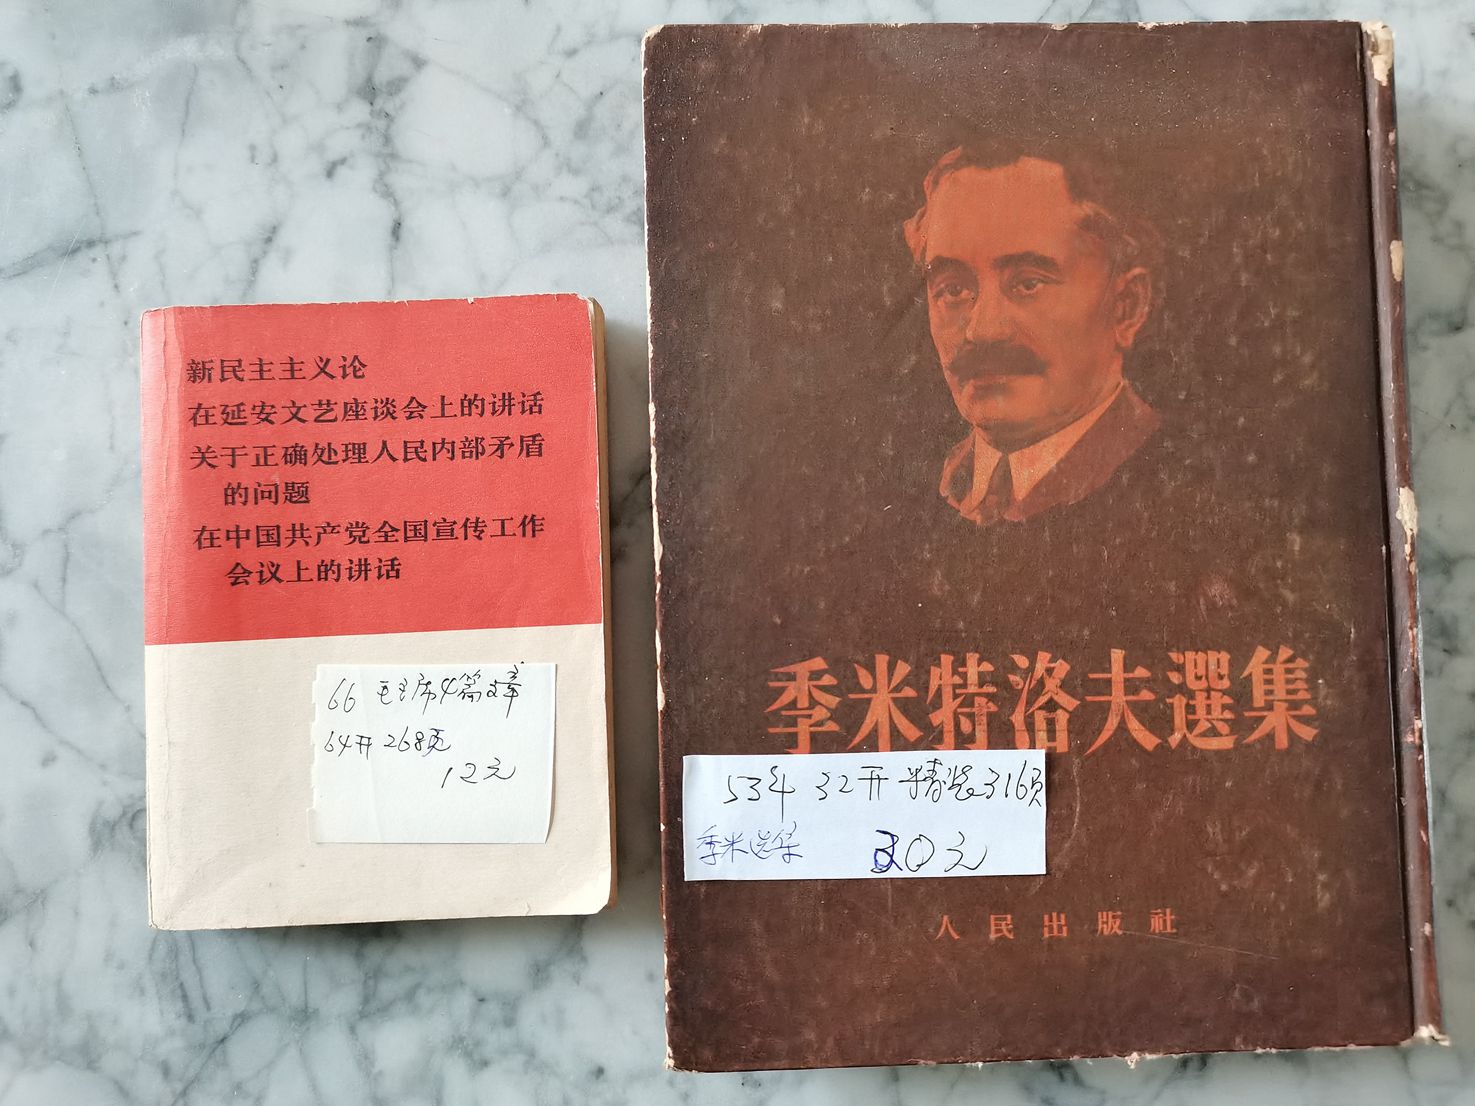 新民主主义论
在延安文艺座谈会上的讲话
关于正确处理人民内部矛盾
的问题
在中国共产党全国宣传工作
会议上的讲话
66 毛主席4篇文章
64开 268页
12元
季米特洛夫選集
53年 32开 精装316页
季米选集
30元
人民出版社